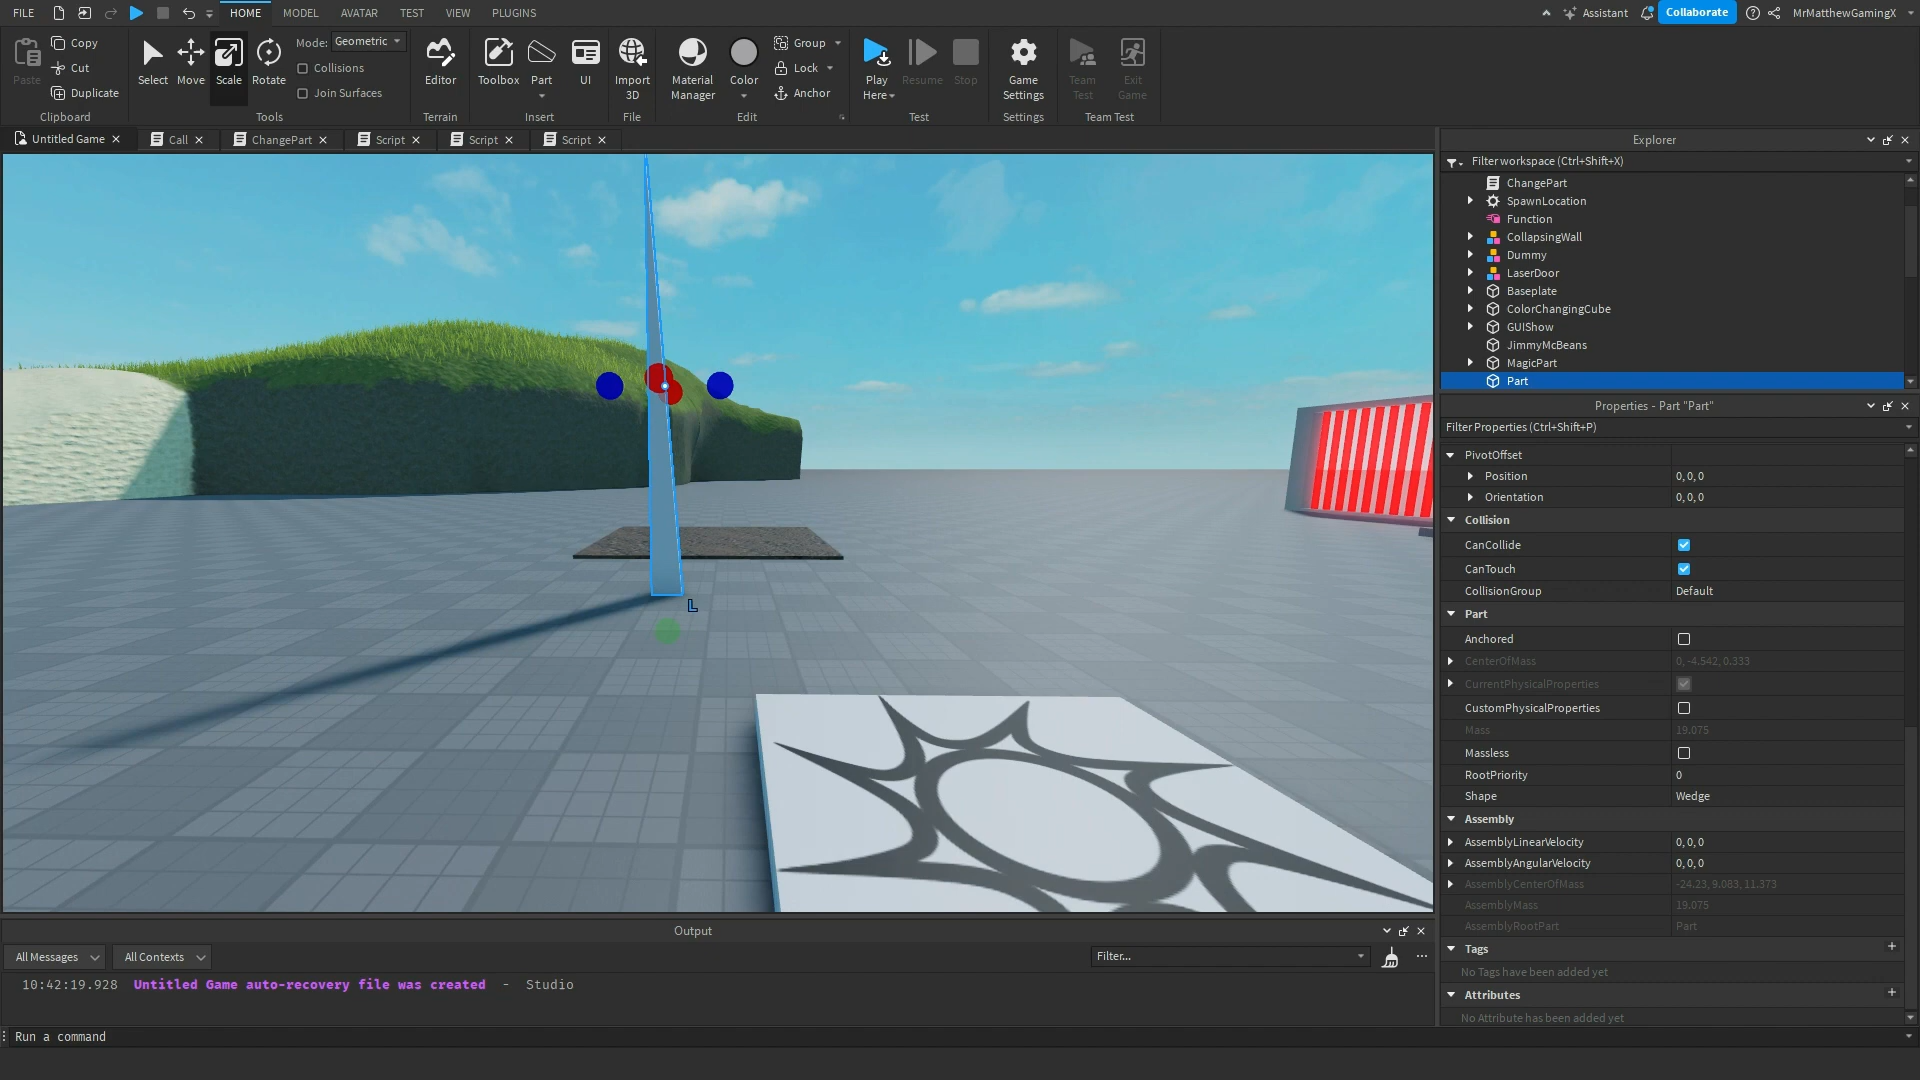 FILE HOME MODEL AVATAR TEST VIEW PLUGINS Assistant Collaborate MrMatthewGamingX
Paste Copy Cut Duplicate Clipboard
Select Move Scale Rotate Mode: Geometric Collisions Join Surfaces Tools
Editor Terrain
Toolbox Part UI Insert
Import 3D File
Material Manager Color Group Lock Anchor Edit
Play Here Resume Stop Test
Game Settings Settings
Team Test Exit Game Team Test
Untitled Game Call ChangePart Script Script Script
L
Explorer
Filter workspace (Ctrl+Shift+X)
ChangePart
SpawnLocation
Function
CollapsingWall
Dummy
LaserDoor
Baseplate
ColorChangingCube
GUIShow
JimmyMcBeans
MagicPart
Part
Properties - Part "Part"
Filter Properties (Ctrl+Shift+P)
PivotOffset
Position 0, 0, 0
Orientation 0, 0, 0
Collision
CanCollide
CanTouch
CollisionGroup Default
Part
Anchored
CenterOfMass 0, -4.542, 0.333
CurrentPhysicalProperties
CustomPhysicalProperties
Mass 19.075
Massless
RootPriority 0
Shape Wedge
Assembly
AssemblyLinearVelocity 0, 0, 0
AssemblyAngularVelocity 0, 0, 0
AssemblyCenterOfMass -24.23, 9.083, 11.373
AssemblyMass 19.075
AssemblyRootPart Part
Tags
No Tags have been added yet
Attributes
No Attribute has been added yet
Output
All Messages All Contexts Filter...
10:42:19.928 Untitled Game auto-recovery file was created - Studio
Run a command